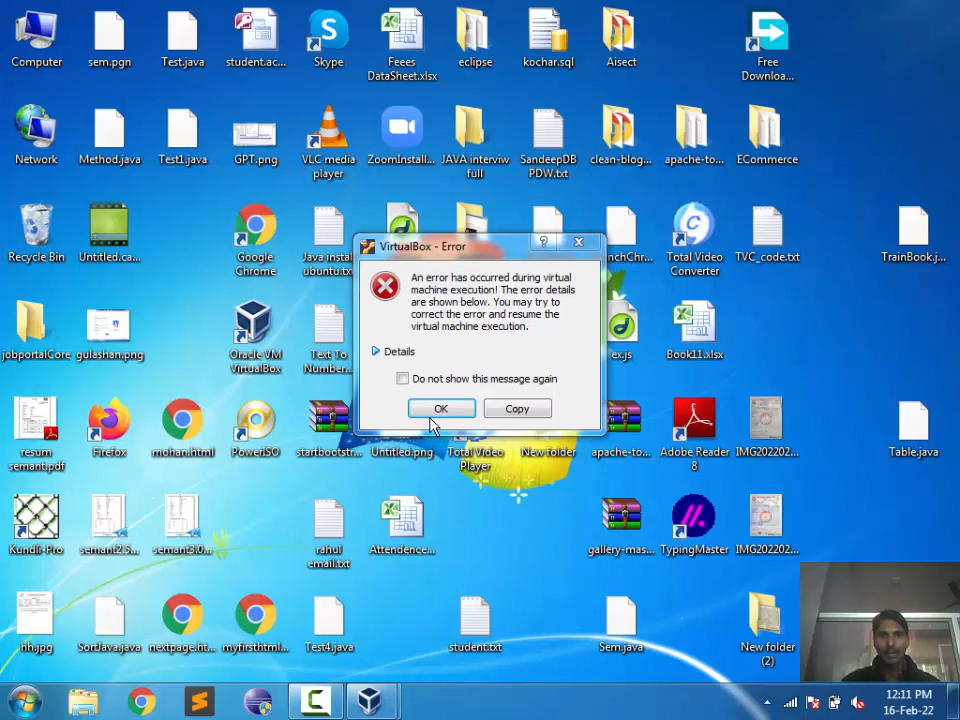 Computer
sem.pgn
Test.java
student.ac...
Skype
Feees
DataSheet.xlsx
eclipse
kochar.sql
Aisect
Free
Downloa...
Network
Method.java
Test1.java
GPT.png
VLC media
player
ZoomInstall...
JAVA interviw
full
SandeepDB
PDW.txt
clean-blog...
apache-to...
ECommerce
Recycle Bin
Untitled.ca...
Google
Chrome
Java instal
ubuntu.tx
nchChr...
Total Video
Converter
TVC_code.txt
TrainBook.j...
VirtualBox - Error
An error has occurred during virtual
machine execution! The error details
are shown below. You may try to
correct the error and resume the
virtual machine execution.
Details
Do not show this message again
OK
Copy
jobportalCore
gulashan.png
Oracle VM
VirtualBox
Text To
Number...
ex.js
Book11.xlsx
resum
semantipdf
Firefox
mohan.html
PowerISO
startbootstr...
Untitled.png
Total Video
Player
New folder
apache-to...
Adobe Reader
8
IMG202202...
Table.java
Kundli-Pro
semant2.5...
semant3.0...
rahul
email.txt
Attendence...
gallery-mas...
TypingMaster
IMG202202...
hh.jpg
SortJava.java
nextpage.ht...
myfirsthtml...
Test4.java
student.txt
Sem.java
New folder
(2)
12:11 PM
16-Feb-22